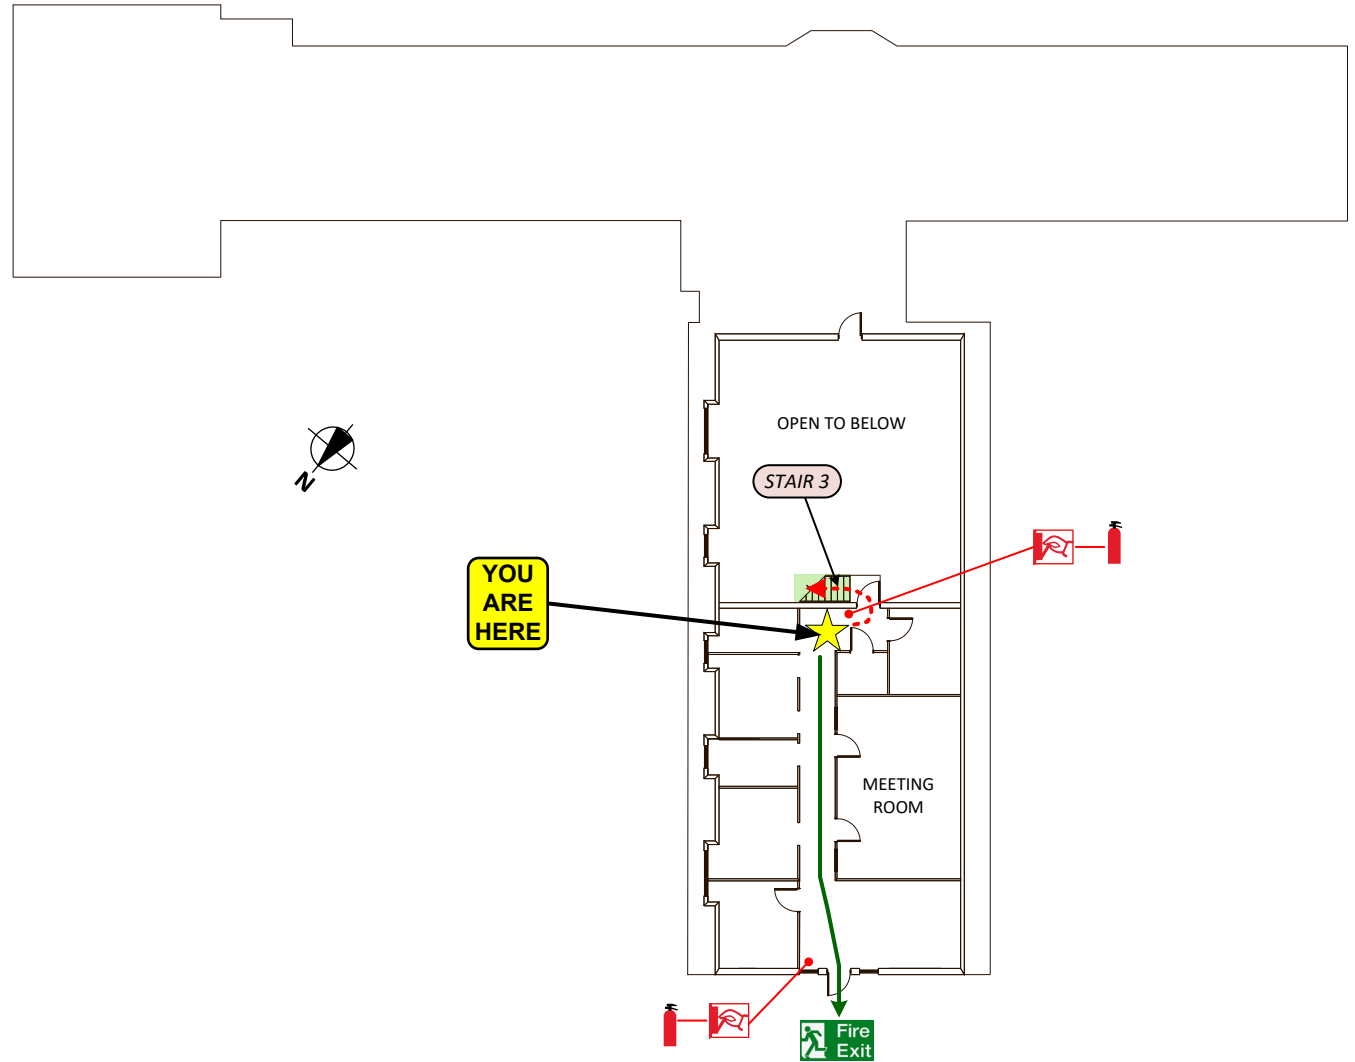 OPEN TO BELOW
STAIR 3
N
YOU
ARE
HERE
MEETING
ROOM
Fire
Exit